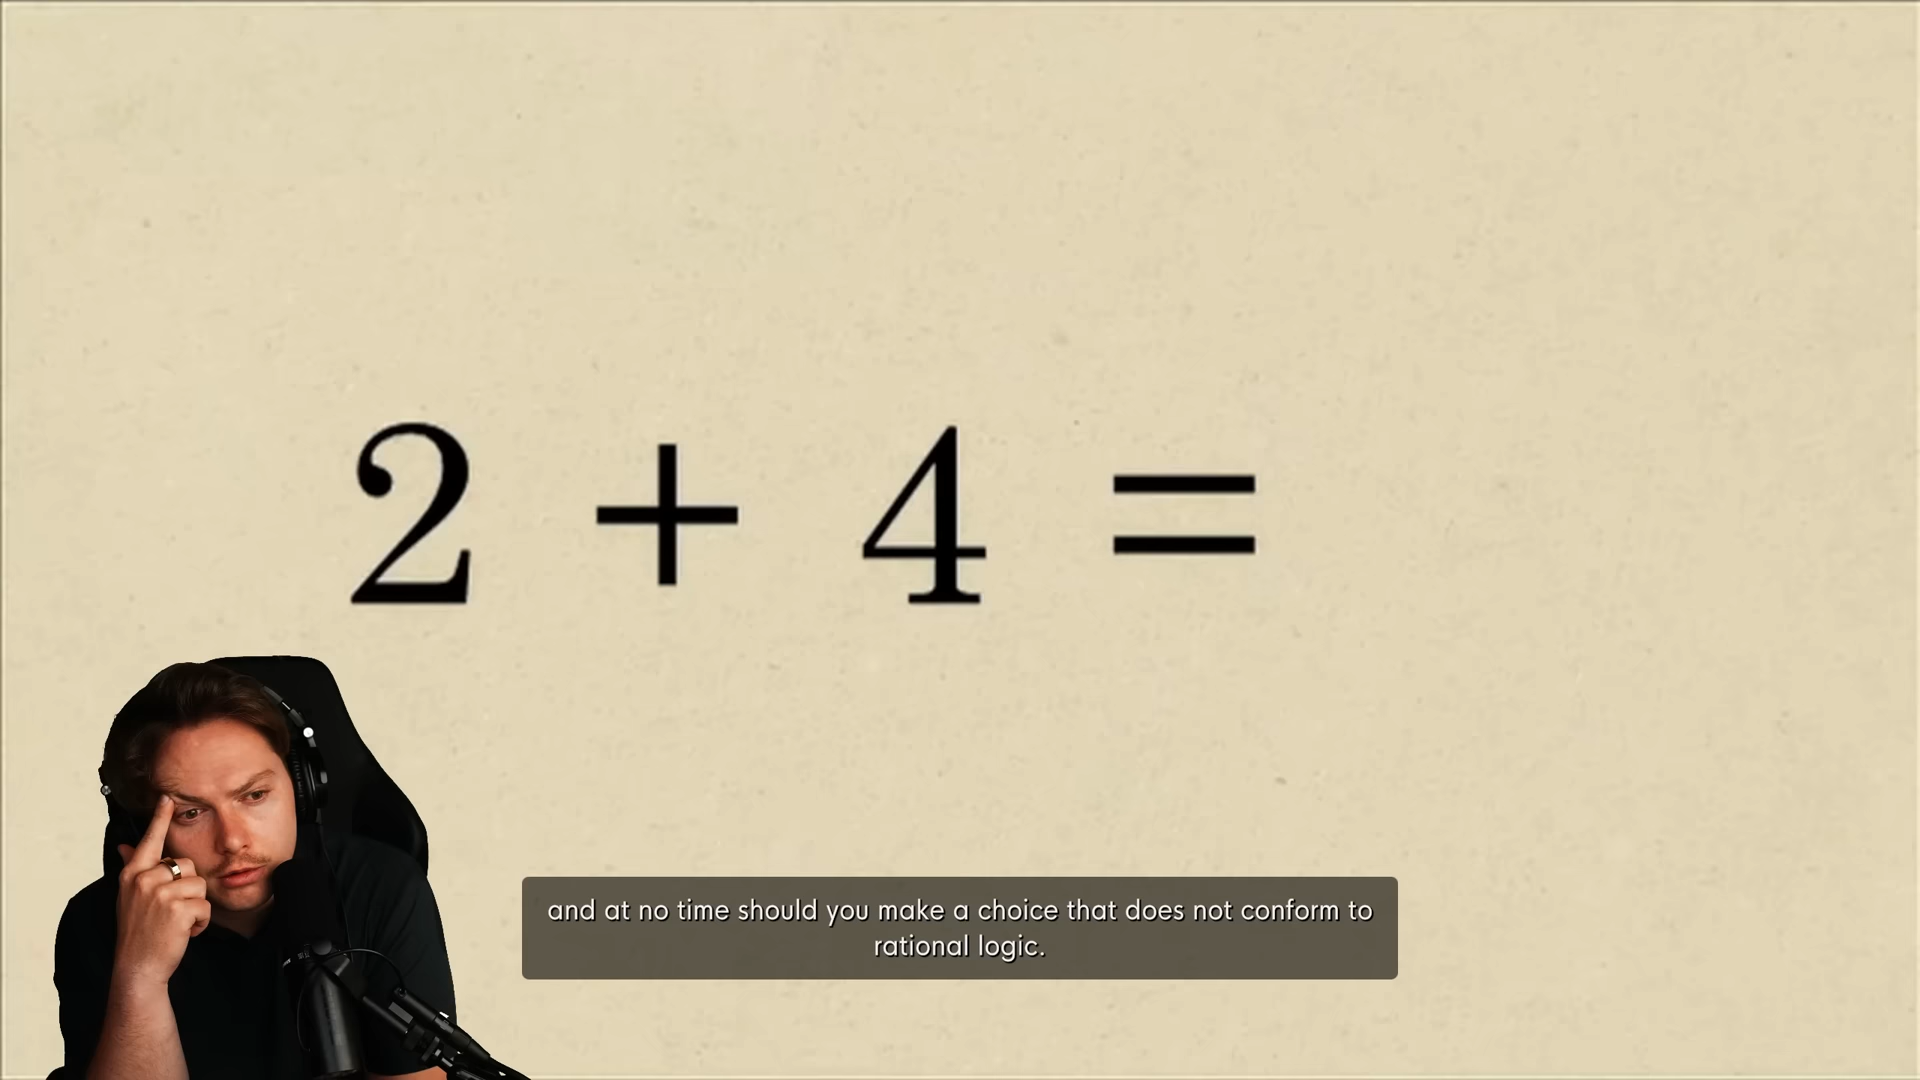 2 + 4 =
and at no time should you make a choice that does not conform to
rational logic.